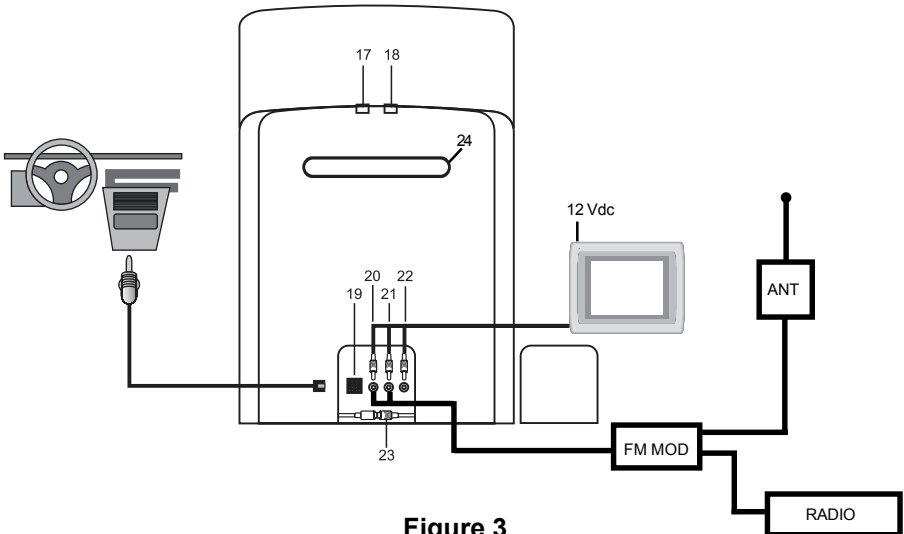 17 18
24
12 Vdc
ANT
20 22
19 21
23
FM MOD
RADIO
Figure 3